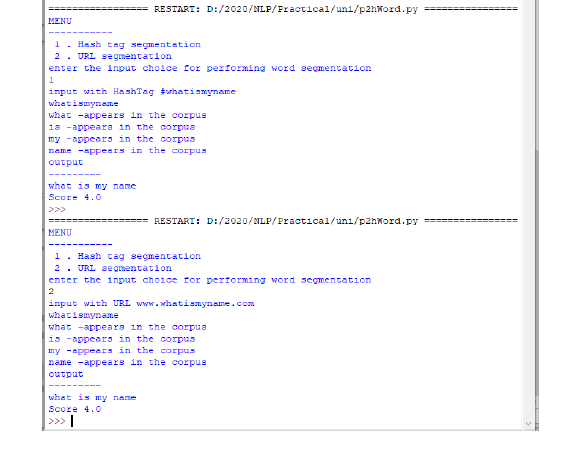 ================= RESTART: D:/2020/NLP/Practical/uni/p2hWord.py ================
MENU
-----------
1 . Hash tag segmentation
2 . URL segmentation
enter the input choice for performing word segmentation
1
input with HashTag #whatismyname
whatismyname
what -appears in the corpus
is -appears in the corpus
my -appears in the corpus
name -appears in the corpus
output
---------
what is my name
Score 4.0
>>>
================= RESTART: D:/2020/NLP/Practical/uni/p2hWord.py ================
MENU
-----------
1 . Hash tag segmentation
2 . URL segmentation
enter the input choice for performing word segmentation
2
input with URL www.whatismyname.com
whatismyname
what -appears in the corpus
is -appears in the corpus
my -appears in the corpus
name -appears in the corpus
output
---------
what is my name
Score 4.0
>>>